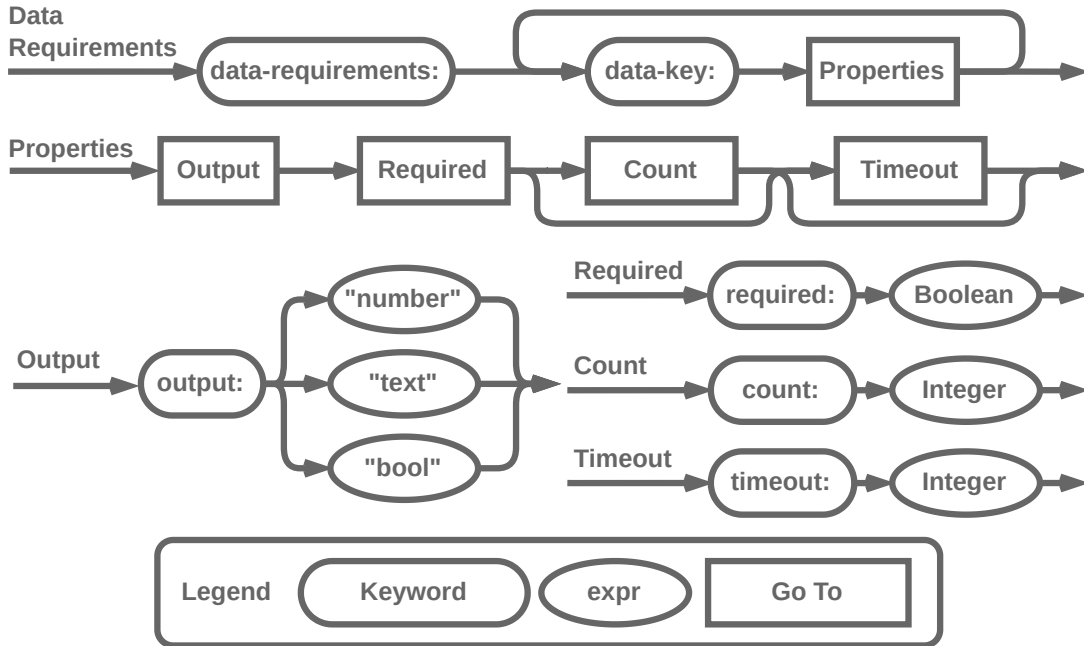 Data
Requirements
data-requirements:
data-key:
Properties
Properties
Output
Required
Count
Timeout
Output
output:
"number"
"text"
"bool"
Required
required:
Boolean
Count
count:
Integer
Timeout
timeout:
Integer
Legend
Keyword
expr
Go To